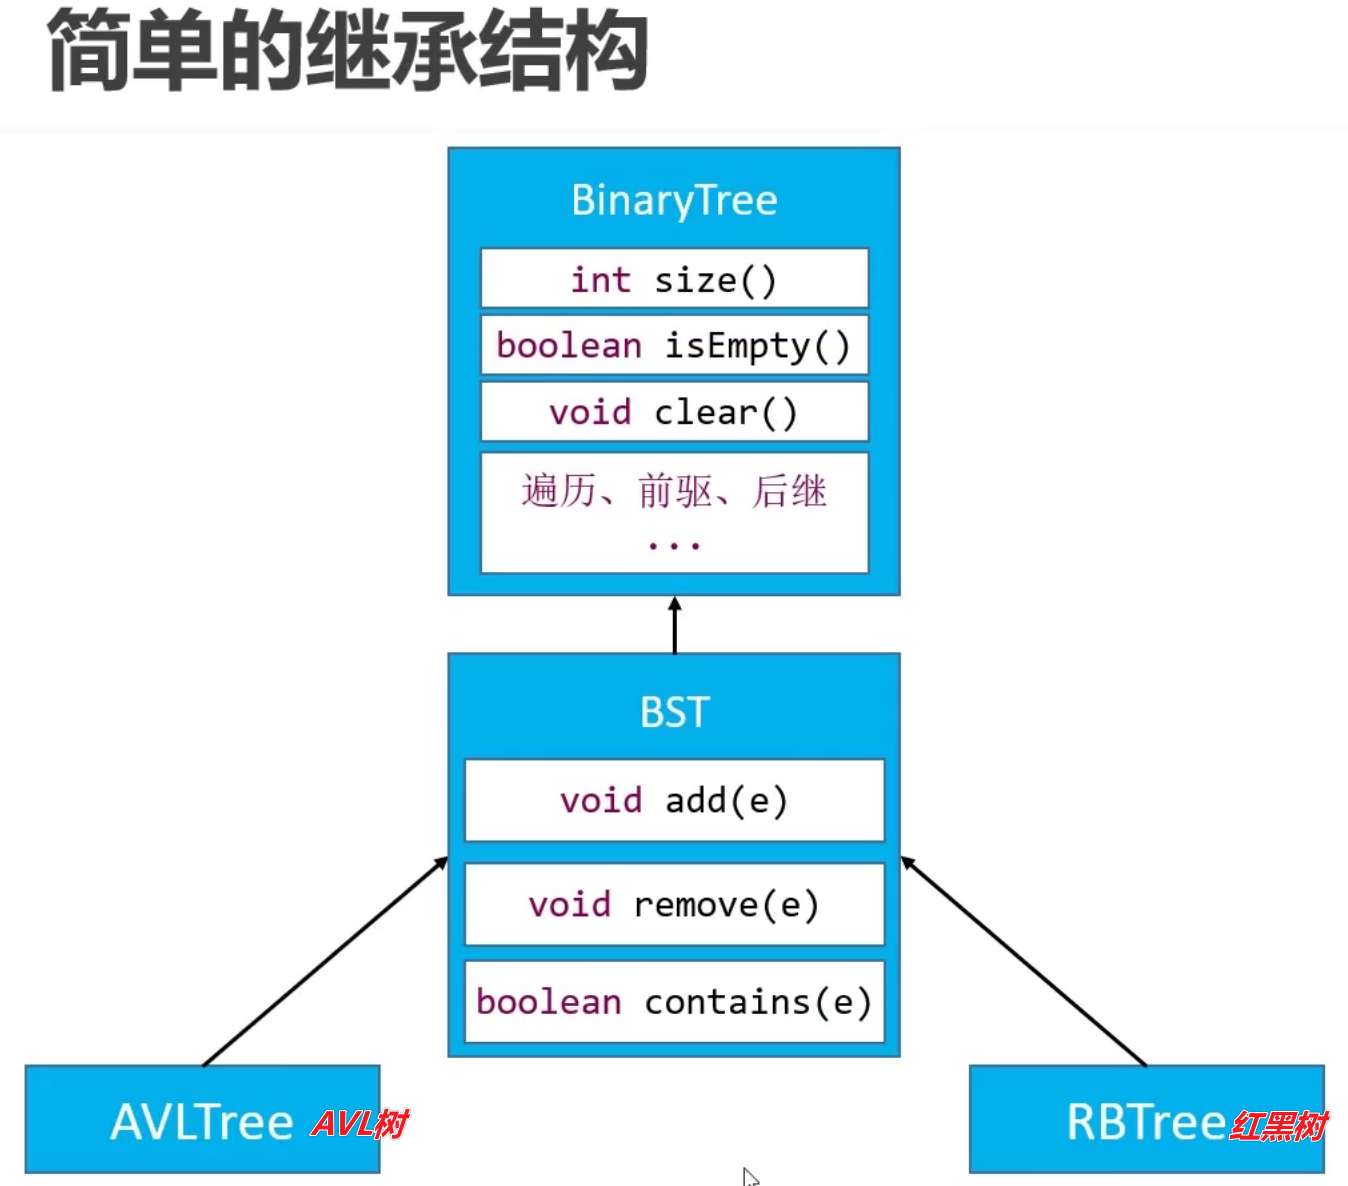 简单的继承结构
BinaryTree
int size()
boolean isEmpty()
void clear()
遍历、前驱、后继
...
BST
void add(e)
void remove(e)
boolean contains(e)
AVLTree AVL树
RBTree 红黑树